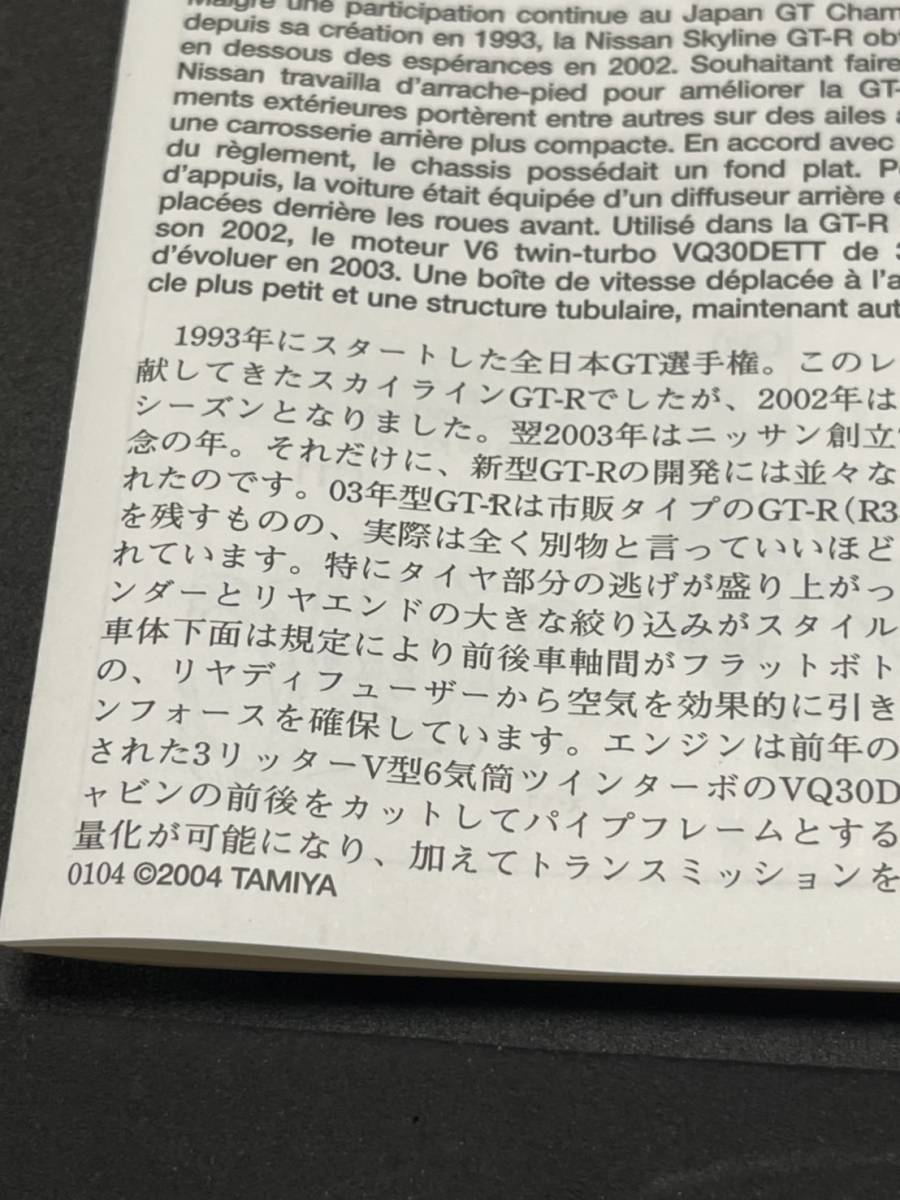 Malgré une participation continue au Japan GT Cham
depuis sa création en 1993, la Nissan Skyline GT-R ob
en dessous des espérances en 2002. Souhaitant faire
Nissan travailla d'arrache-pied pour améliorer la GT-
ments extérieures portèrent entre autres sur des ailes a
une carrosserie arrière plus compacte. En accord avec
du règlement, le chassis possédait un fond plat. P
d'appuis, la voiture était équipée d'un diffuseur arrière e
placées derrière les roues avant. Utilisé dans la GT-R
son 2002, le moteur V6 twin-turbo VQ30DETT de 3
d'évoluer en 2003. Une boîte de vitesse déplacée à l'a
cle plus petit et une structure tubulaire, maintenant aut
1993年にスタートした全日本GT選手権。このレ
献してきたスカイラインGT-Rでしたが、2002年は
シーズンとなりました。翌2003年はニッサン創立
念の年。それだけに、新型GT-Rの開発には並々な
れたのです。03年型GT-Rは市販タイプのGT-R(R3
を残すものの、実際は全く別物と言っていいほど
れています。特にタイヤ部分の逃げが盛り上がっ
ンダーとリヤエンドの大きな絞り込みがスタイル
車体下面は規定により前後車軸間がフラットボト
の、リヤディフューザーから空気を効果的に引き
ンフォースを確保しています。エンジンは前年の
された3リッターV型6気筒ツインターボのVQ30D
ャビンの前後をカットしてパイプフレームとする
量化が可能になり、加えてトランスミッションを
0104 ©2004 TAMIYA